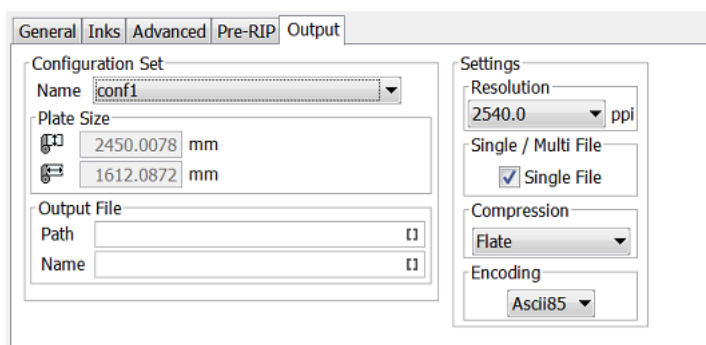 General Inks Advanced Pre-RIP Output
Configuration Set
Name conf1
Plate Size
2450.0078 mm
1612.0872 mm
Output File
Path []
Name []
Settings
Resolution
2540.0 ppi
Single / Multi File
Single File
Compression
Flate
Encoding
Ascii85